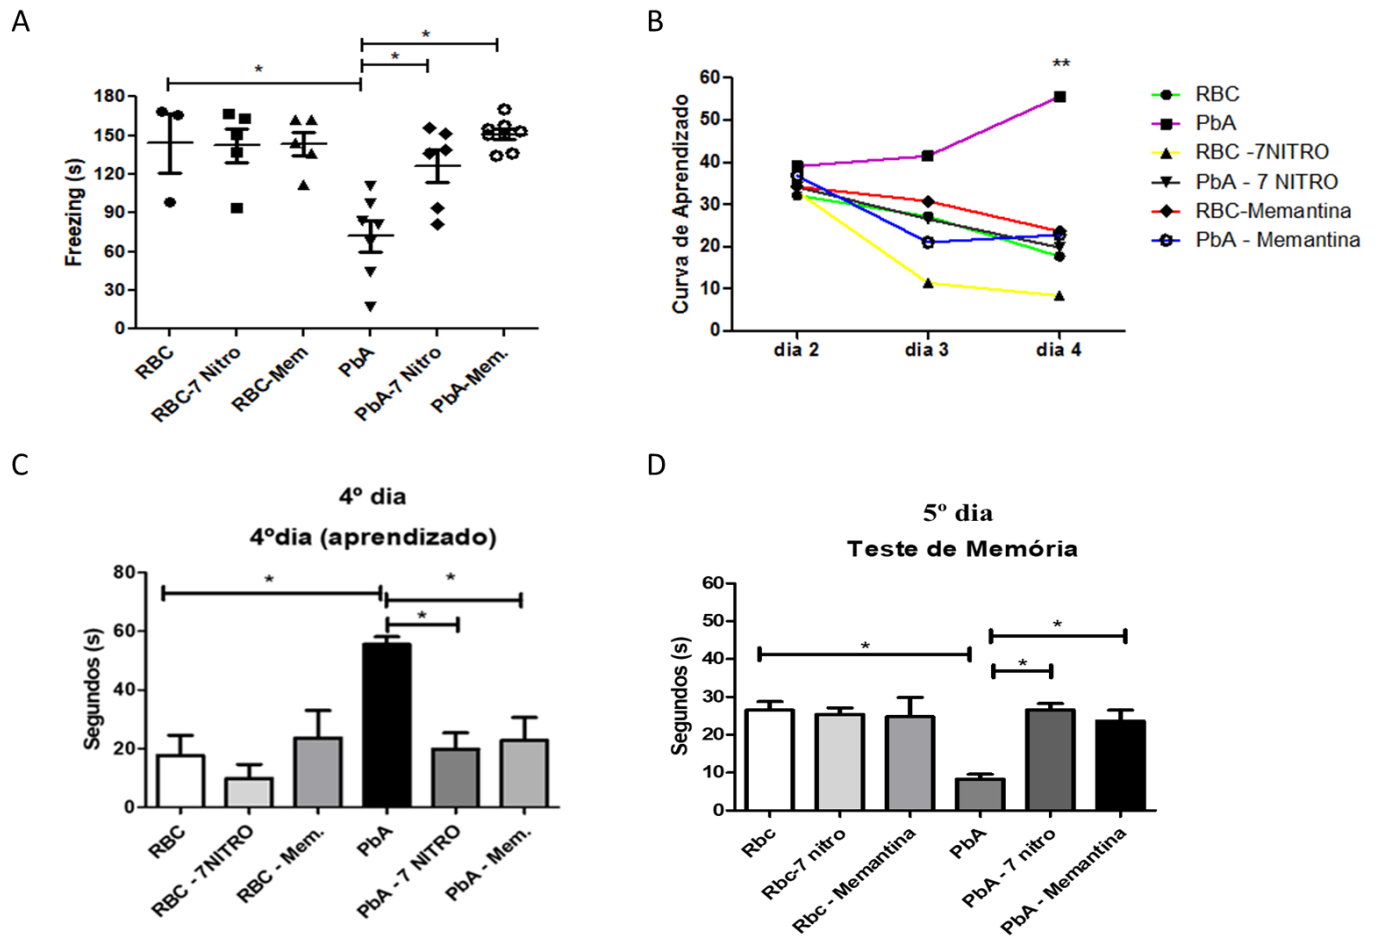 A
*
*
*
Freezing (s)
180
150
120
90
60
30
0
RBC
RBC-7 Nitro
RBC-Mem
PbA
PbA-7 Nitro
PbA-Mem.
B
**
Curva de Aprendizado
60
50
40
30
20
10
0
dia 2
dia 3
dia 4
RBC
PbA
RBC -7NITRO
PbA - 7 NITRO
RBC-Memantina
PbA - Memantina
C
4º dia
4ºdia (aprendizado)
*
*
*
Segundos (s)
80
60
40
20
0
RBC
RBC - 7NITRO
RBC - Mem.
PbA
PbA - 7 NITRO
PbA - Mem.
D
5º dia
Teste de Memória
*
*
*
Segundos (s)
60
50
40
30
20
10
0
Rbc
Rbc-7 nitro
Rbc - Memantina
PbA
PbA - 7 nitro
PbA - Memantina